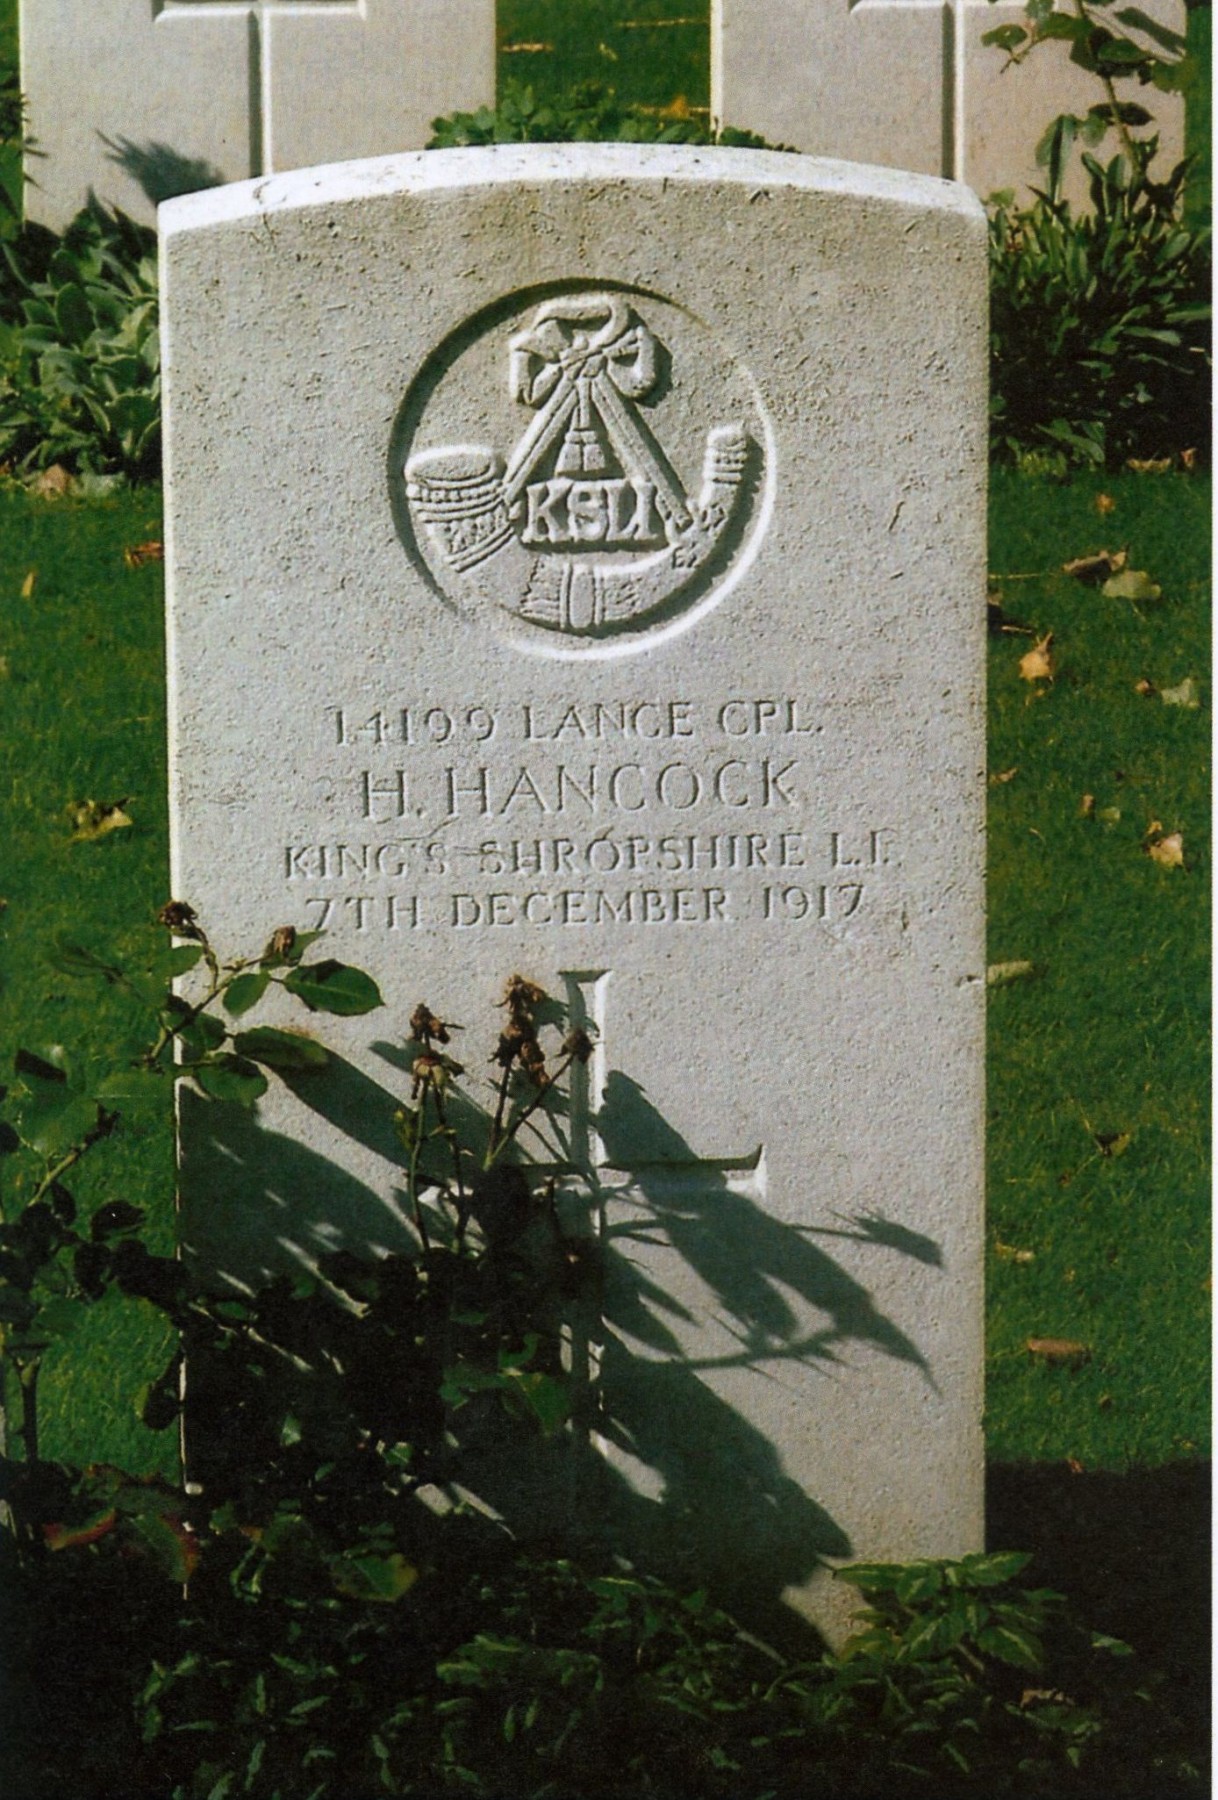 KSLI
14199 LANCE CPL.
H. HANCOCK
KING'S SHROPSHIRE L.I.
7TH DECEMBER 1917